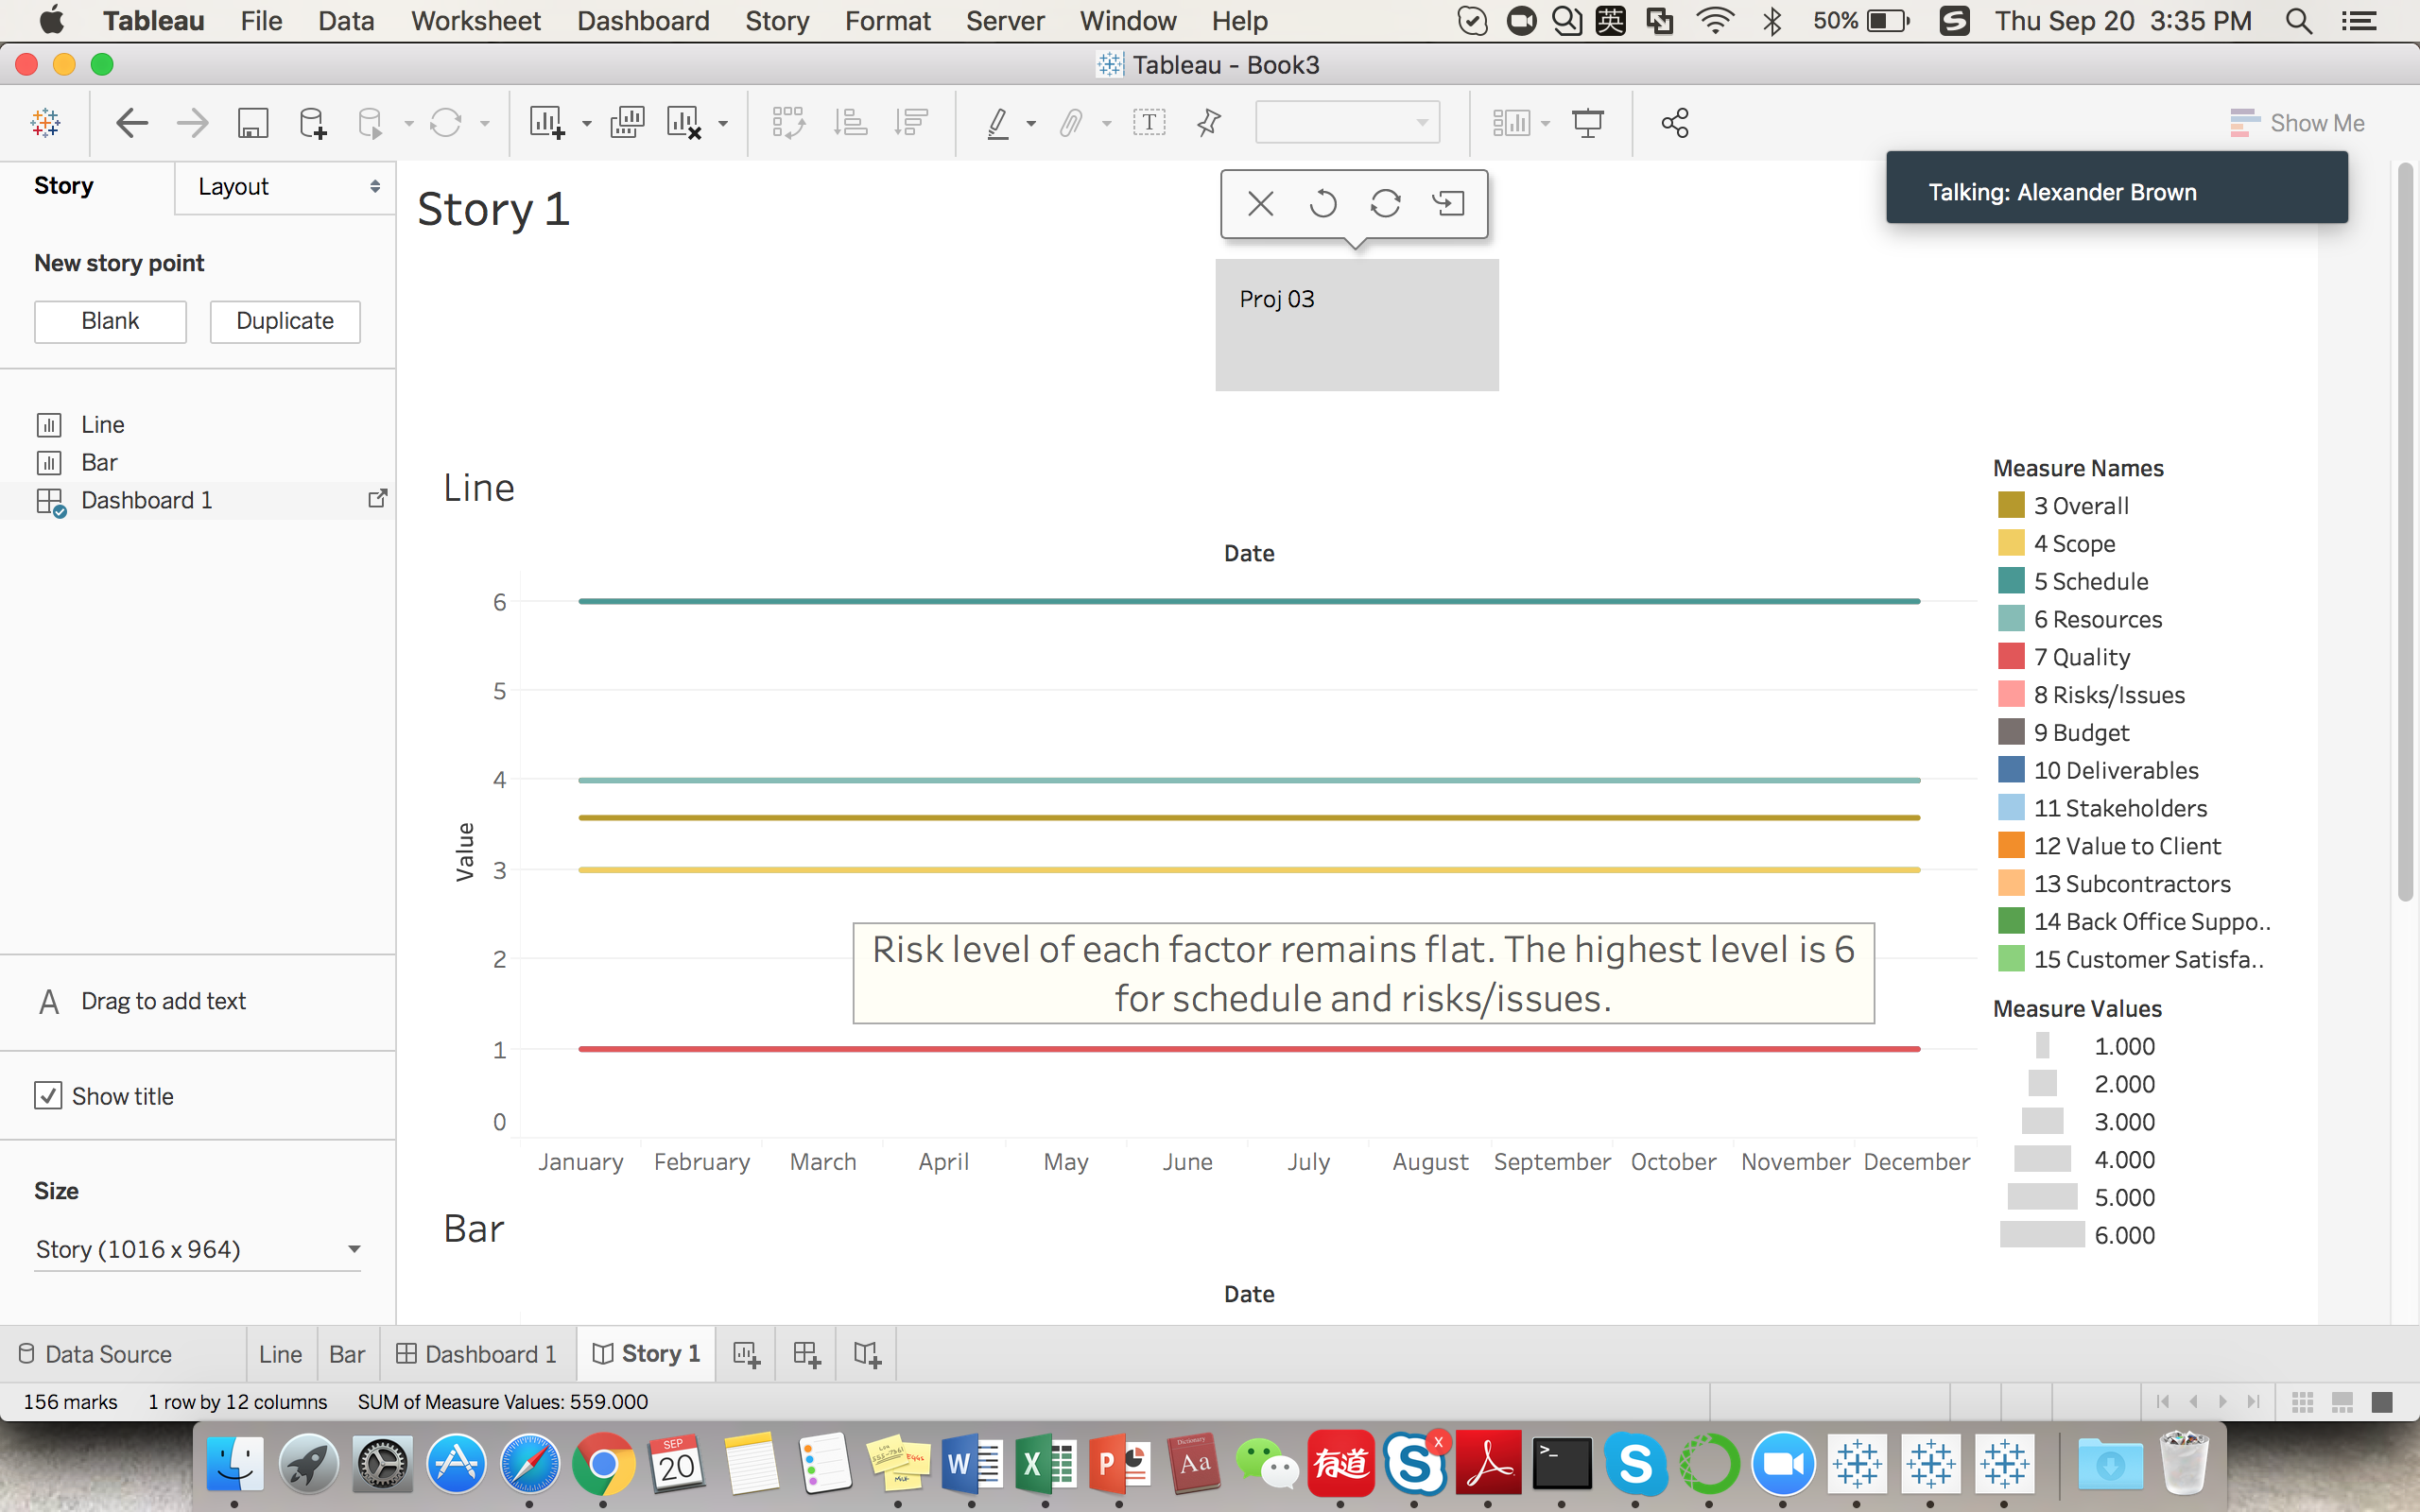 Tableau File Data Worksheet Dashboard Story Format Server Window Help
英 50% Thu Sep 20 3:35 PM
Tableau - Book3
Show Me
Talking: Alexander Brown
Story Layout
Story 1
New story point
Blank Duplicate
Proj 03
Line
Bar
Dashboard 1
Line
Date
6
5
4
3
2
1
0
Value
Risk level of each factor remains flat. The highest level is 6
for schedule and risks/issues.
January February March April May June July August September October November December
Measure Names
3 Overall
4 Scope
5 Schedule
6 Resources
7 Quality
8 Risks/Issues
9 Budget
10 Deliverables
11 Stakeholders
12 Value to Client
13 Subcontractors
14 Back Office Suppo..
15 Customer Satisfa..
Measure Values
1.000
2.000
3.000
4.000
5.000
6.000
A Drag to add text
Show title
Size
Story (1016 x 964)
Bar
Date
Data Source Line Bar Dashboard 1 Story 1
156 marks 1 row by 12 columns SUM of Measure Values: 559.000
SEP
20
W X P
Dictionary
Aa
有道
S
x
>_
S